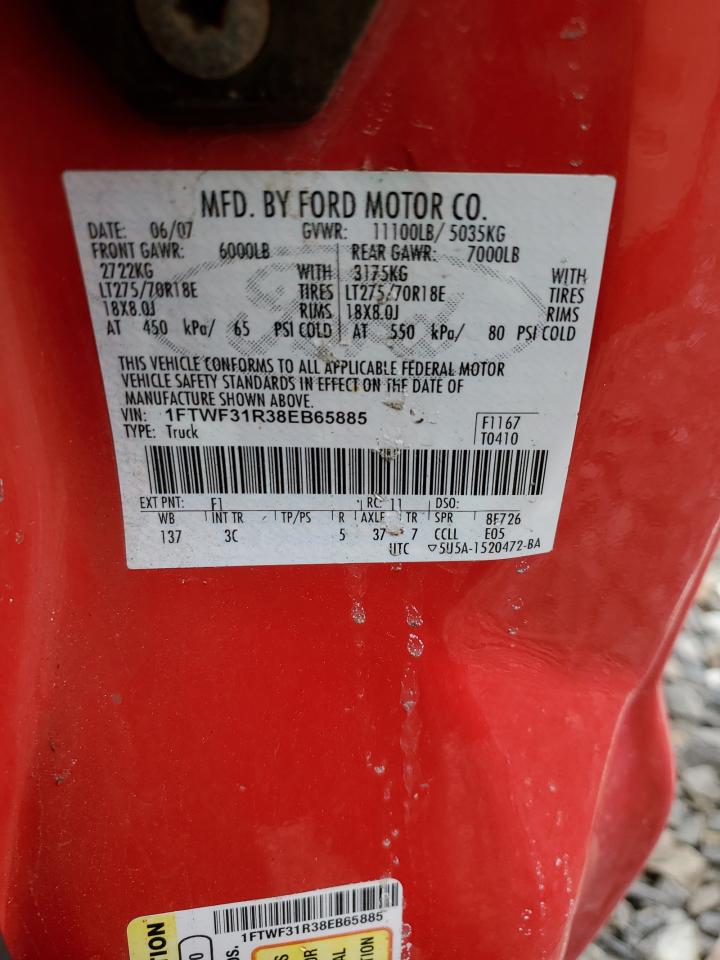 MFD. BY FORD MOTOR CO.
DATE: 06/07 GVWR: 11100LB/ 5035KG
FRONT GAWR: 6000LB REAR GAWR: 7000LB
2722KG WITH 3175KG WITH
LT275/70R18E TIRES LT275/70R18E TIRES
18X8.0J RIMS 18X8.0J RIMS
AT 450 kPa/ 65 PSI COLD AT 550 kPa/ 80 PSI COLD
THIS VEHICLE CONFORMS TO ALL APPLICABLE FEDERAL MOTOR
VEHICLE SAFETY STANDARDS IN EFFECT ON THE DATE OF
MANUFACTURE SHOWN ABOVE.
VIN: 1FTWF31R38EB65885 F1167
TYPE: Truck T0410
EXT PNT: F1 RC: 11 DSO:
WB INT TR TP/PS R AXLE TR SPR 8F726
137 3C 5 37 7 CCLL E05
UTC ▽5U5A-1520472-BA
1FTWF31R38EB65885